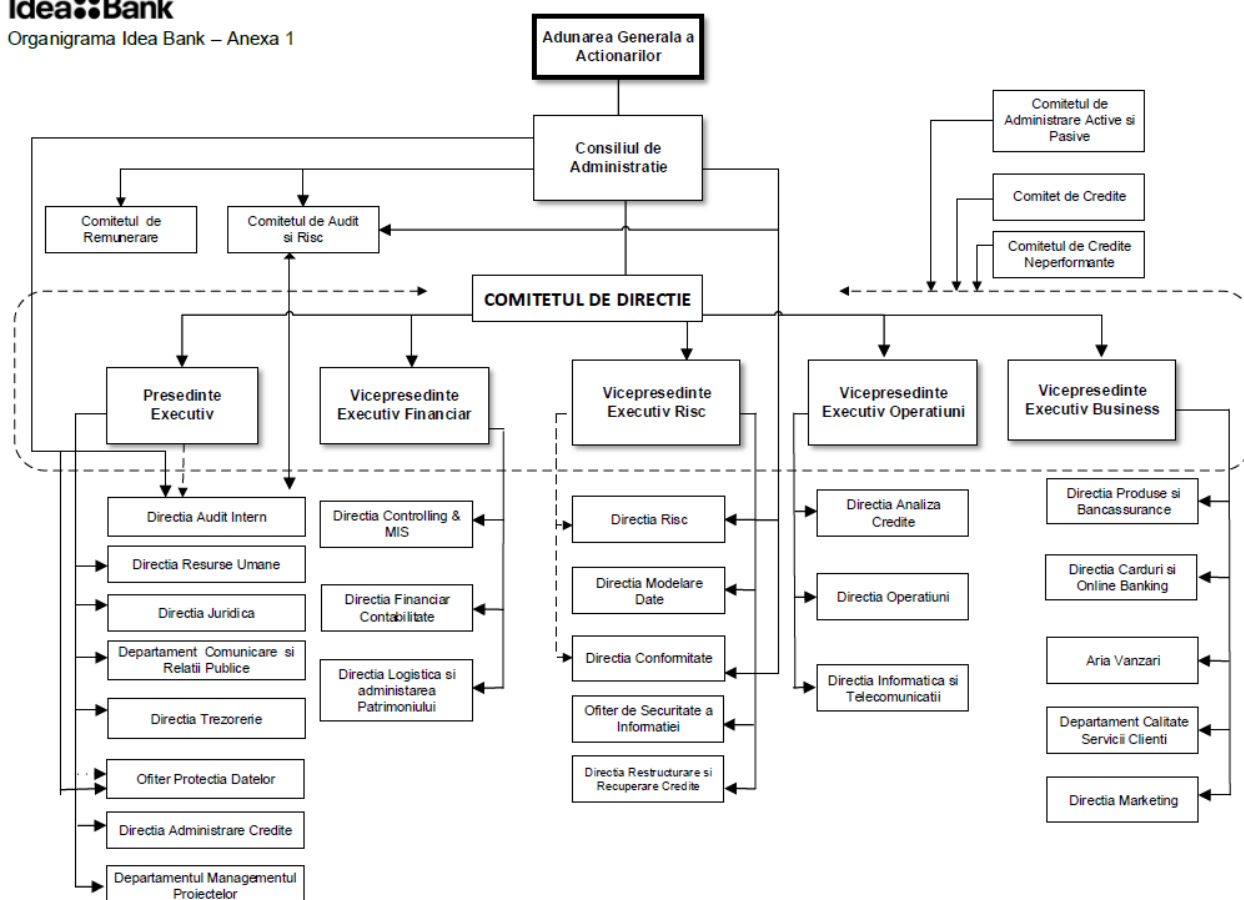 Idea Bank
Organigrama Idea Bank – Anexa 1
Adunarea Generala a
Actionarilor
Consiliul de
Administratie
Comitetul de
Administrare Active si
Pasive
Comitet de Credite
Comitetul de Credite
Neperformante
Comitetul de
Remunerare
Comitetul de Audit
si Risc
COMITETUL DE DIRECTIE
Presedinte
Executiv
Vicepresedinte
Executiv Financiar
Vicepresedinte
Executiv Risc
Vicepresedinte
Executiv Operatiuni
Vicepresedinte
Executiv Business
Directia Audit Intern
Directia Resurse Umane
Directia Juridica
Departament Comunicare si
Relatii Publice
Directia Trezorerie
Ofiter Protectia Datelor
Directia Administrare Credite
Departamentul Managementul
Proiectelor
Directia Controlling &
MIS
Directia Financiar
Contabilitate
Directia Logistica si
administarea
Patrimoniului
Directia Risc
Directia Modelare
Date
Directia Conformitate
Ofiter de Securitate a
Informatiei
Directia Restructurare si
Recuperare Credite
Directia Analiza
Credite
Directia Operatiuni
Directia Informatica si
Telecomunicatii
Directia Produse si
Bancassurance
Directia Carduri si
Online Banking
Aria Vanzari
Departament Calitate
Servicii Clienti
Directia Marketing